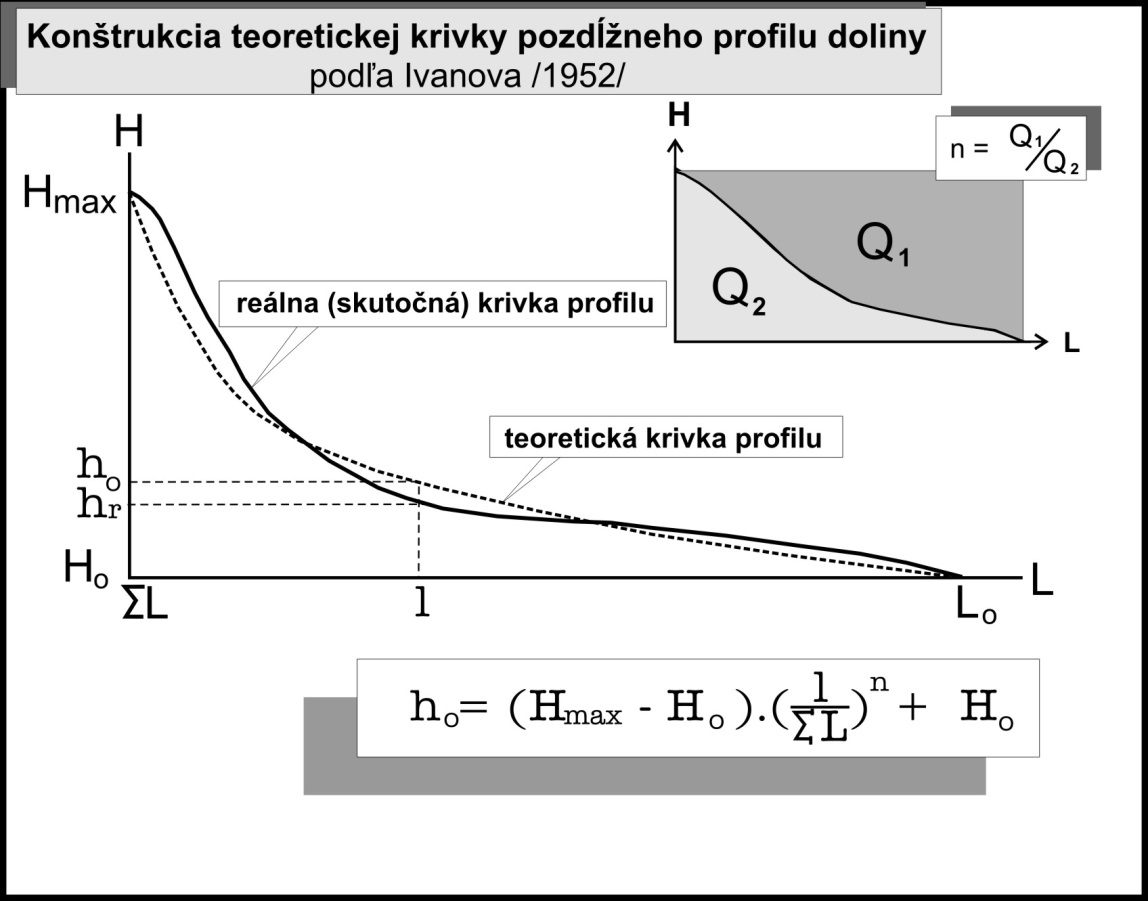 Konštrukcia teoretickej krivky pozdĺžneho profilu doliny
podľa Ivanova /1952/
H
H
n = Q₁/Q₂
Hmax
Q₁
Q₂
reálna (skutočná) krivka profilu
L
teoretická krivka profilu
hₒ
hr
Hₒ
L
ΣL
l
Lₒ
hₒ= (Hmax - Hₒ).(l/ΣL)ⁿ + Hₒ